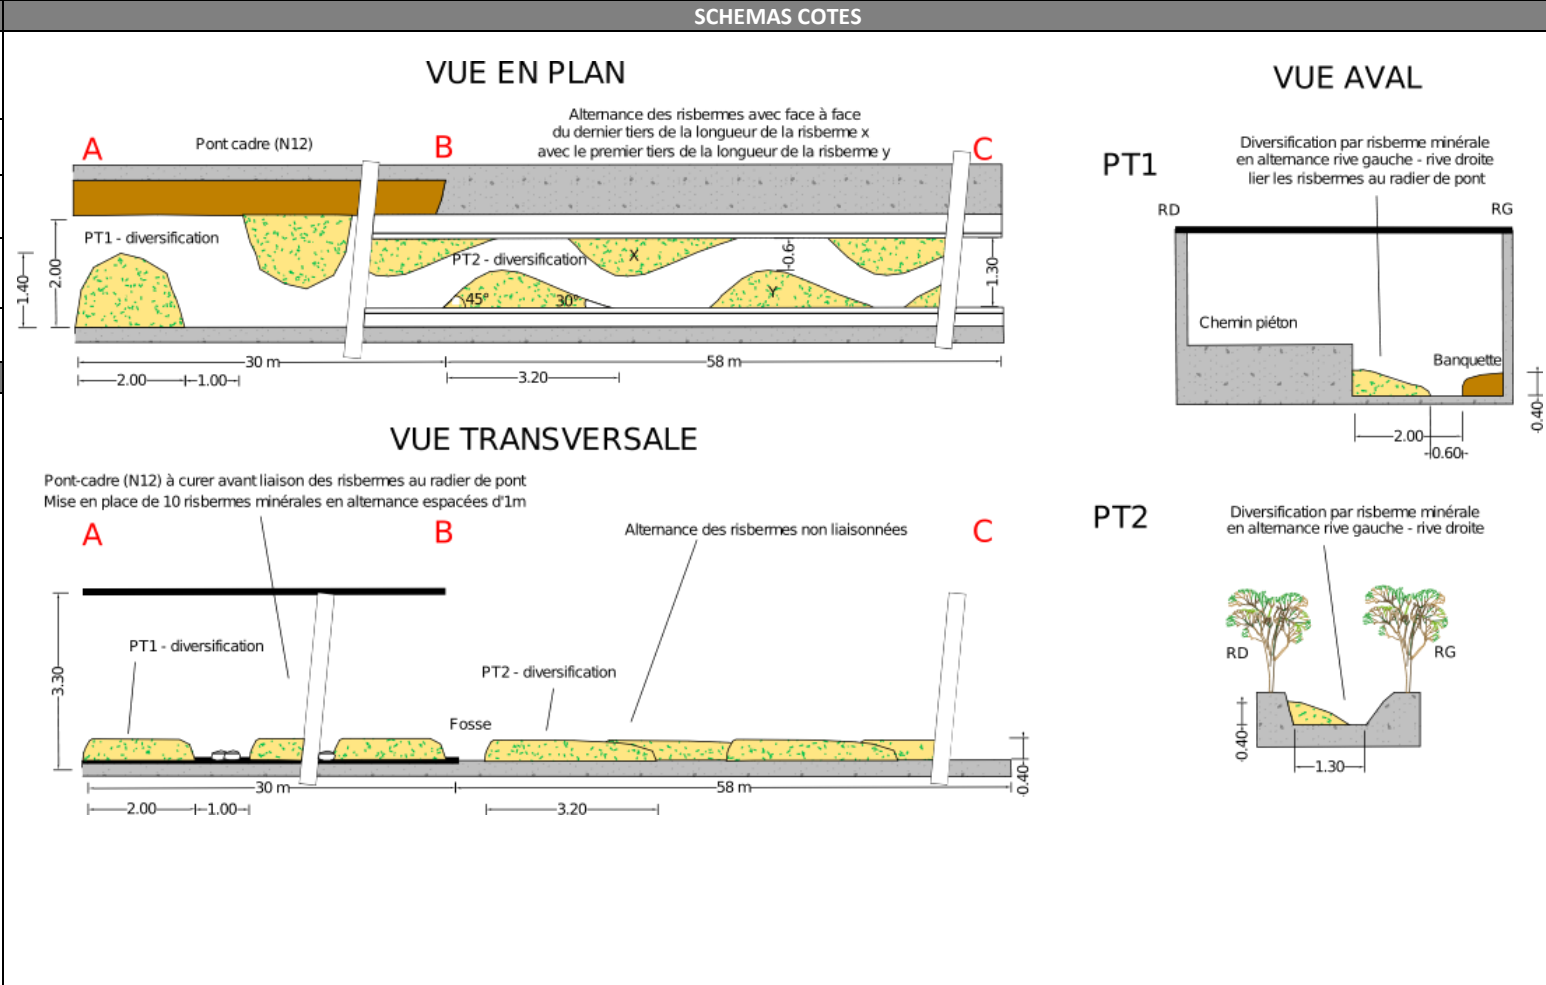 SCHEMAS COTES
VUE EN PLAN
Alternance des risbermes avec face à face
du dernier tiers de la longueur de la risberme x
avec le premier tiers de la longueur de la risberme y
A
Pont cadre (N12)
B
C
PT1 - diversification
PT2 - diversification
X
Y
45°
30°
0.6
1.30
1.40
2.00
30 m
58 m
2.00
1.00
3.20
VUE TRANSVERSALE
Pont-cadre (N12) à curer avant liaison des risbermes au radier de pont
Mise en place de 10 risbermes minérales en alternance espacées d'1m
A
B
C
Alternance des risbermes non liaisonnées
PT1 - diversification
PT2 - diversification
Fosse
3.30
0.40
30 m
58 m
2.00
1.00
3.20
VUE AVAL
PT1
Diversification par risberme minérale
en alternance rive gauche - rive droite
lier les risbermes au radier de pont
RD
RG
Chemin piéton
Banquette
0.40
2.00
0.60
PT2
Diversification par risberme minérale
en alternance rive gauche - rive droite
RD
RG
0.40
1.30